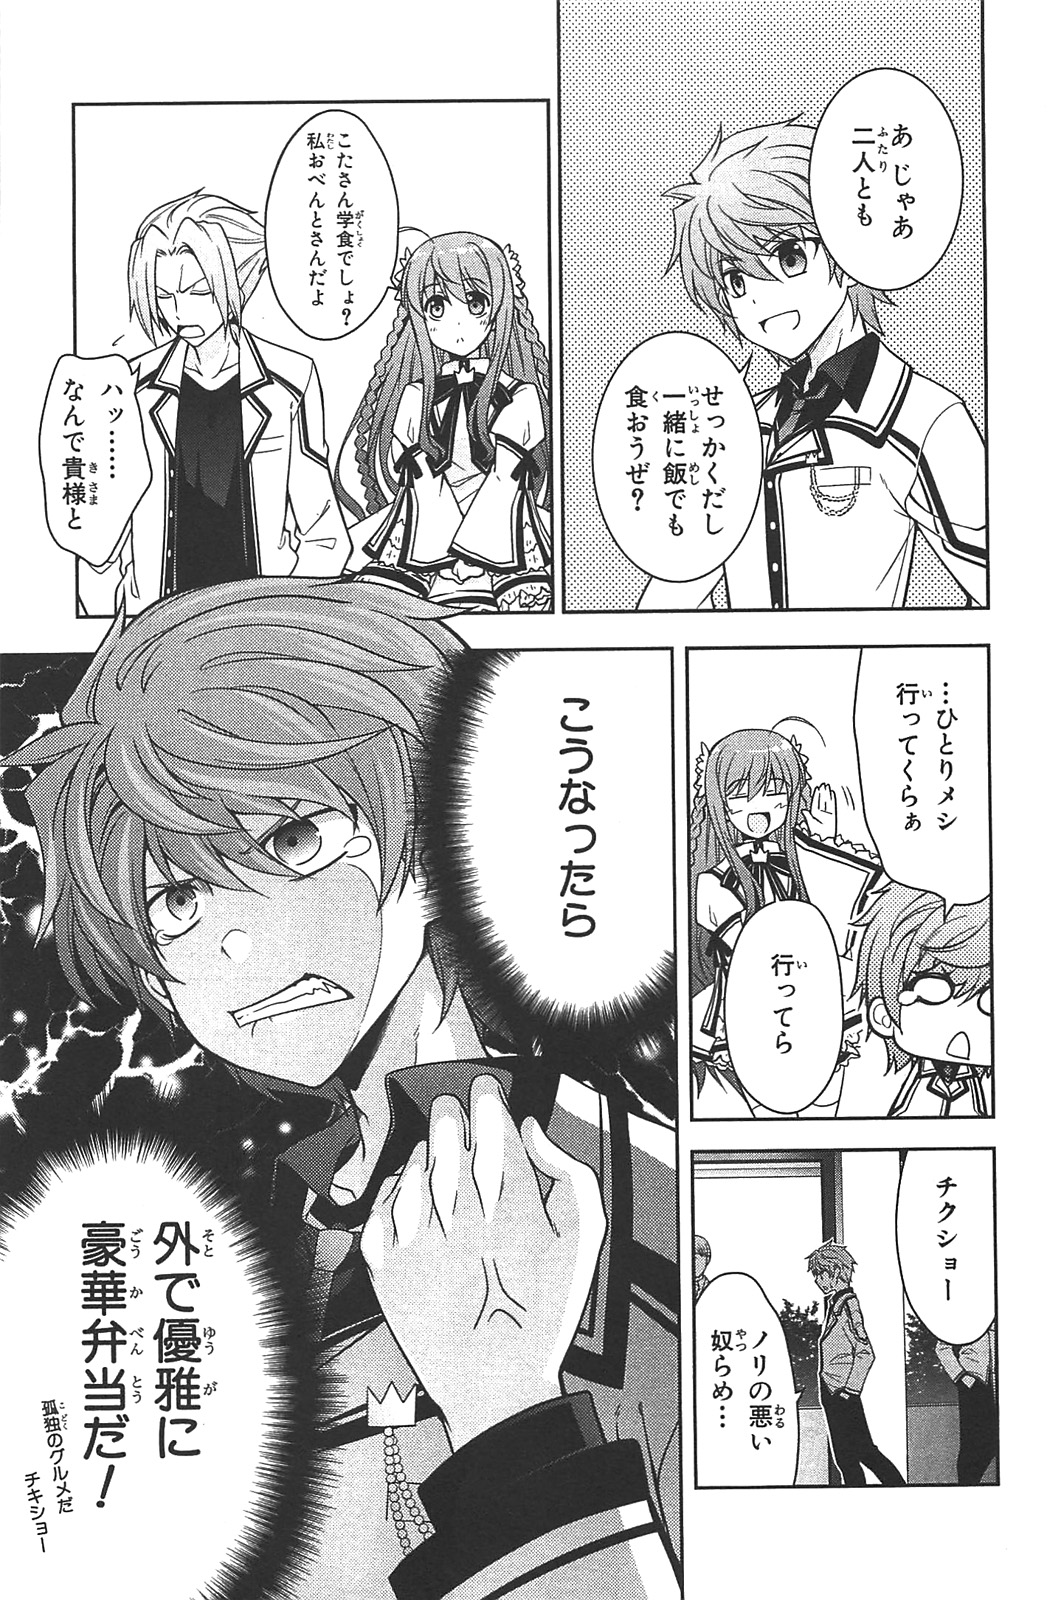 あ じゃあ
二人とも
せっかくだし
一緒に飯でも
食おうぜ?
こたさん学食でしょ?
私おべんとさんだよ
ハッ……
なんで貴様と
…ひとりメシ
行ってくらぁ
行ってら
チクショー
ノリの悪い
奴らめ…
こうなったら
外で優雅に
豪華弁当だ!
孤独のグルメだ
チキショー